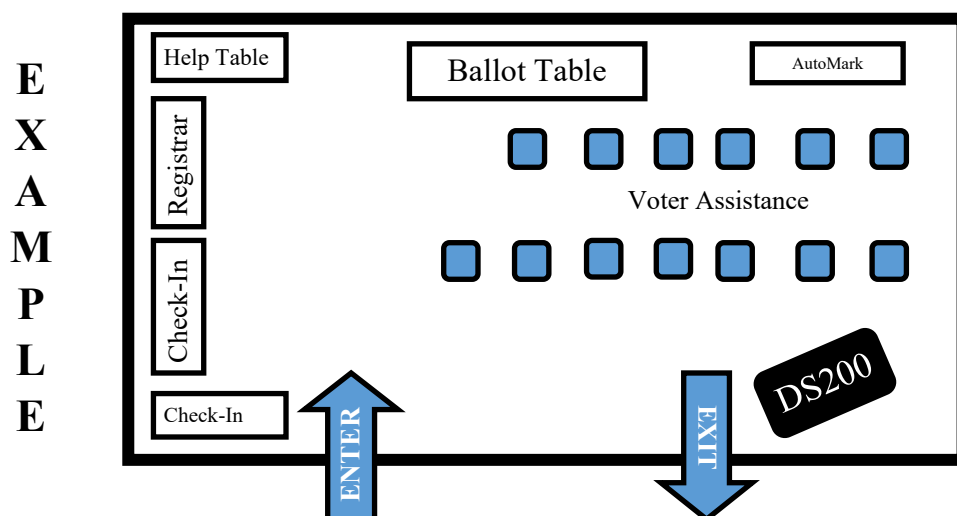 EXAMPLE
Help Table
Ballot Table
AutoMark
Registrar
Voter Assistance
Check-In
DS200
Check-In
ENTER
EXIT